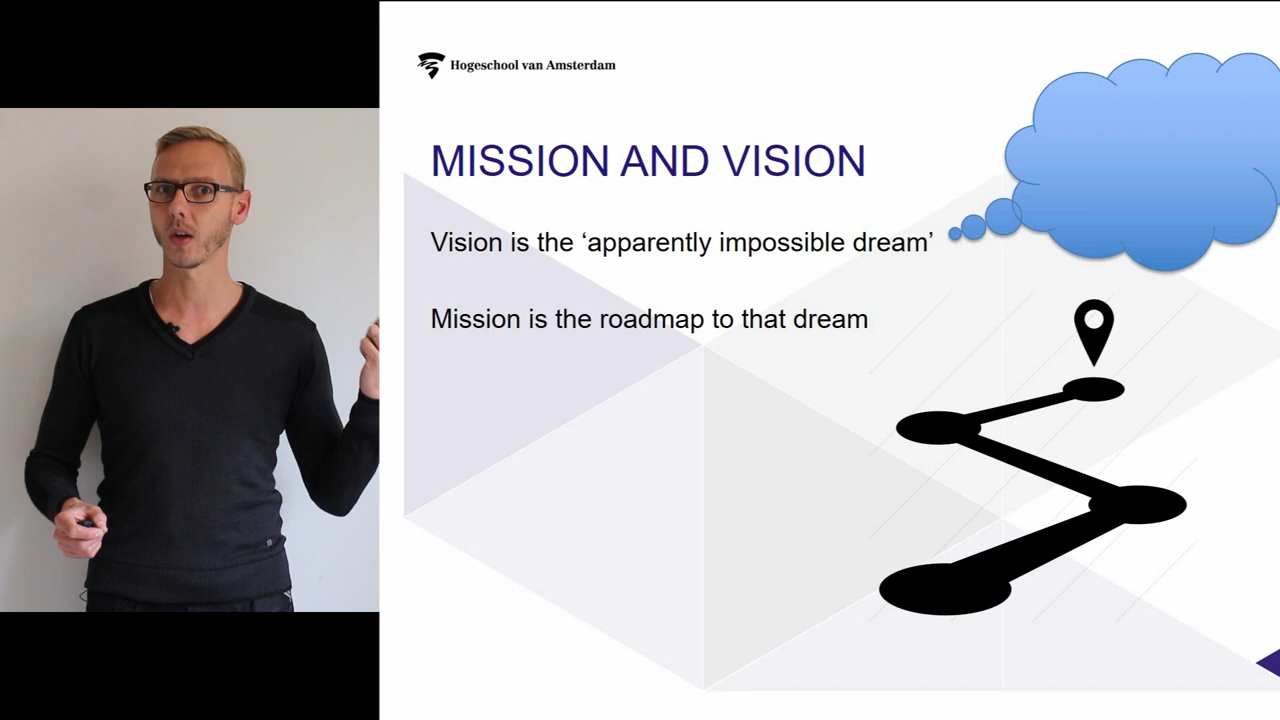 Hogeschool van Amsterdam
MISSION AND VISION
Vision is the ‘apparently impossible dream’
Mission is the roadmap to that dream